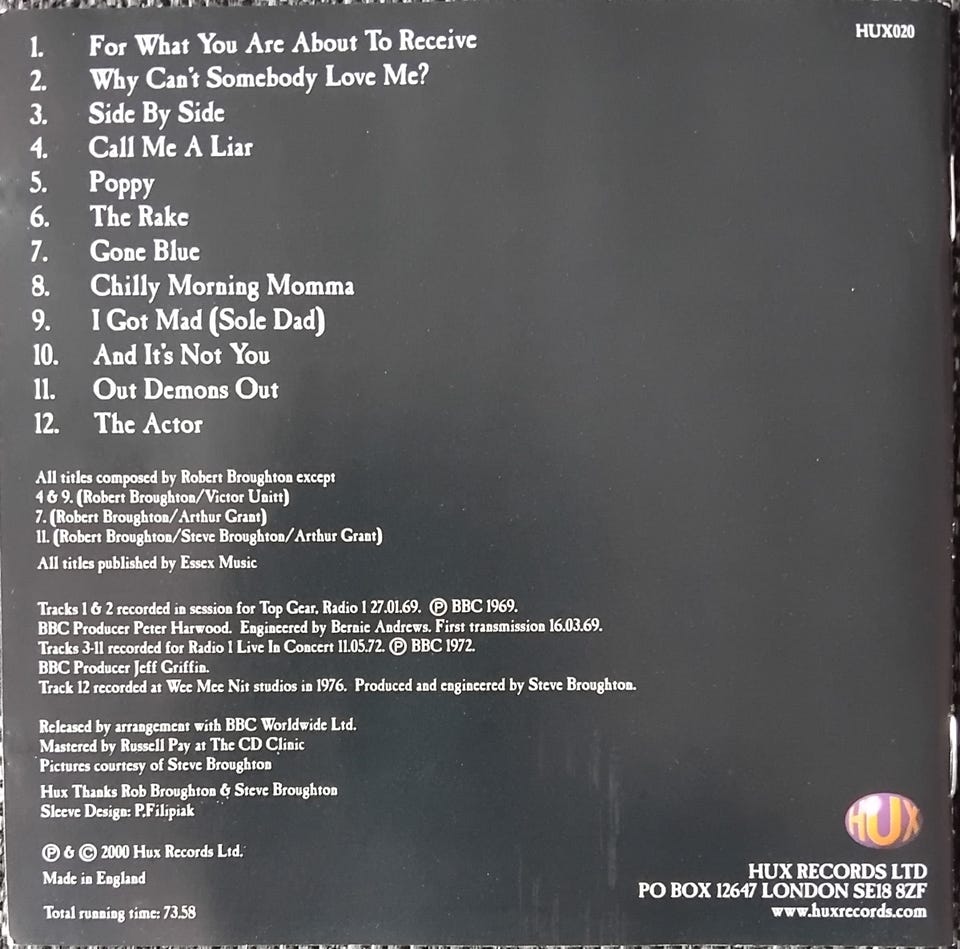 HUX020
1. For What You Are About To Receive
2. Why Can't Somebody Love Me?
3. Side By Side
4. Call Me A Liar
5. Poppy
6. The Rake
7. Gone Blue
8. Chilly Morning Momma
9. I Got Mad (Sole Dad)
10. And It's Not You
11. Out Demons Out
12. The Actor
All titles composed by Robert Broughton except
4 & 9. (Robert Broughton/Victor Unitt)
7. (Robert Broughton/Arthur Grant)
11. (Robert Broughton/Steve Broughton/Arthur Grant)
All titles published by Essex Music
Tracks 1 & 2 recorded in session for Top Gear, Radio 1 27.01.69. Ⓟ BBC 1969.
BBC Producer Peter Harwood. Engineered by Bernie Andrews. First transmission 16.03.69.
Tracks 3-11 recorded for Radio 1 Live In Concert 11.05.72. Ⓟ BBC 1972.
BBC Producer Jeff Griffin.
Track 12 recorded at Wee Mee Nit studios in 1976. Produced and engineered by Steve Broughton.
Released by arrangement with BBC Worldwide Ltd.
Mastered by Russell Pay at The CD Clinic
Pictures courtesy of Steve Broughton
Hux Thanks Rob Broughton & Steve Broughton
Sleeve Design: P.Filipiak
Ⓟ & © 2000 Hux Records Ltd.
Made in England
Total running time: 73.58
HUX
HUX RECORDS LTD
PO BOX 12647 LONDON SE18 8ZF
www.huxrecords.com